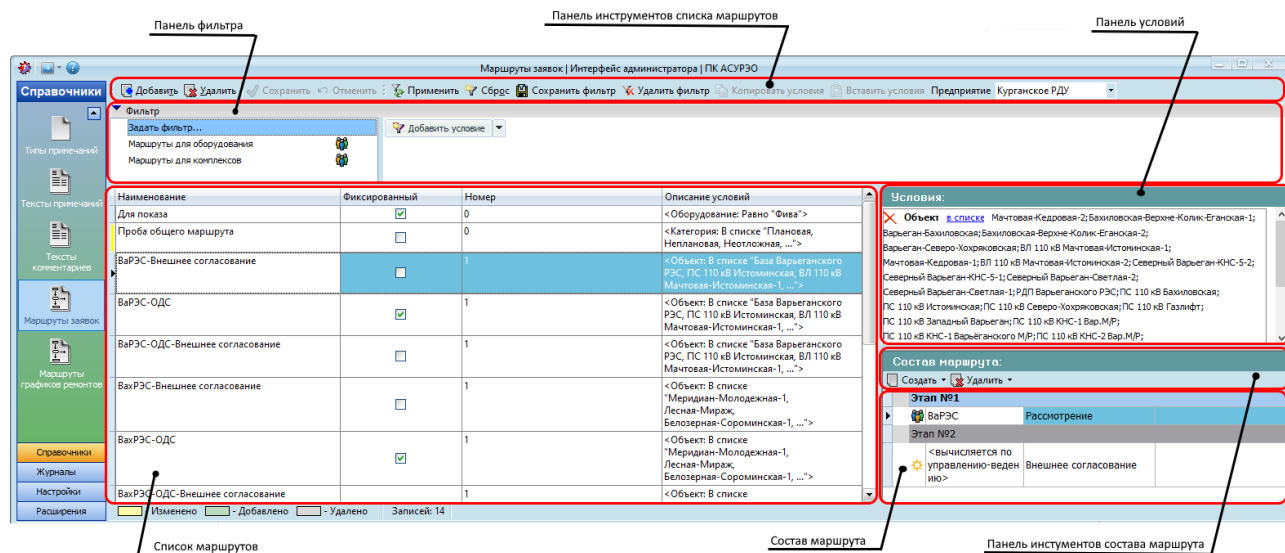 Панель фильтра
Панель инструментов списка маршрутов
Панель условий
Маршруты заявок | Интерфейс администратора | ПК АСУРЭО
Справочники
Добавить Удалить Сохранить Отменить Применить Сброс Сохранить фильтр Удалить фильтр Копировать условия Вставить условия Предприятие Курганское РДУ
Фильтр
Задать фильтр...
Добавить условие
Маршруты для оборудования
Маршруты для комплексов
Типы примечаний
Тексты примечаний
Тексты
комментариев
Маршруты заявок
Маршруты
графиков ремонтов
Справочники
Журналы
Настройки
Расширения
Наименование Фиксированный Номер Описание условий
Для показа 0 <Оборудование: Равно "Фива">
Проба общего маршрута 0 <Категория: В списке "Плановая,
Неплановая, Неотложная, ...">
ВаРЭС-Внешнее согласование 1 <Объект: В списке "База Варьеганского
РЭС, ПС 110 кВ Истоминская, ВЛ 110 кВ
Мачтовая-Истоминская-1, ...">
ВаРЭС-ОДС 1 <Объект: В списке "База Варьеганского
РЭС, ПС 110 кВ Истоминская, ВЛ 110 кВ
Мачтовая-Истоминская-1, ...">
ВаРЭС-ОДС-Внешнее согласование 1 <Объект: В списке "База Варьеганского
РЭС, ПС 110 кВ Истоминская, ВЛ 110 кВ
Мачтовая-Истоминская-1, ...">
ВахРЭС-Внешнее согласование 1 <Объект: В списке
"Меридиан-Молодежная-1,
Лесная-Мираж,
Белозерная-Сороминская-1, ...">
ВахРЭС-ОДС 1 <Объект: В списке
"Меридиан-Молодежная-1,
Лесная-Мираж,
Белозерная-Сороминская-1, ...">
ВахРЭС-ОДС-Внешнее согласование 1 <Объект: В списке
- Изменено - Добавлено - Удалено Записей: 14
Условия:
Объект в списке Мачтовая-Кедровая-2;Бахиловская-Верхне-Колик-Еганская-1;
Варьеган-Бахиловская;Бахиловская-Верхне-Колик-Еганская-2;
Варьеган-Северо-Хохряковская;ВЛ 110 кВ Мачтовая-Истоминская-1;
Мачтовая-Кедровая-1;ВЛ 110 кВ Мачтовая-Истоминская-2;Северный Варьеган-КНС-5-2;
Северный Варьеган-КНС-5-1;Северный Варьеган-Светлая-2;
Северный Варьеган-Светлая-1;РДП Варьеганского РЭС;ПС 110 кВ Бахиловская;
ПС 110 кВ Истоминская;ПС 110 кВ Северо-Хохряковская;ПС 110 кВ Газлифт;
ПС 110 кВ Западный Варьеган;ПС 110 кВ КНС-1 Вар.М/Р;
ПС 110 кВ КНС-1 Варьёганского М/Р;ПС 110 кВ КНС-2 Вар.М/Р;
Состав маршрута:
Создать Удалить
Этап №1
ВаРЭС Рассмотрение
Этап №2
<вычисляется по
управлению-веден Внешнее согласование
ию>
Список маршрутов
Состав маршрута
Панель инстументов состава маршрута